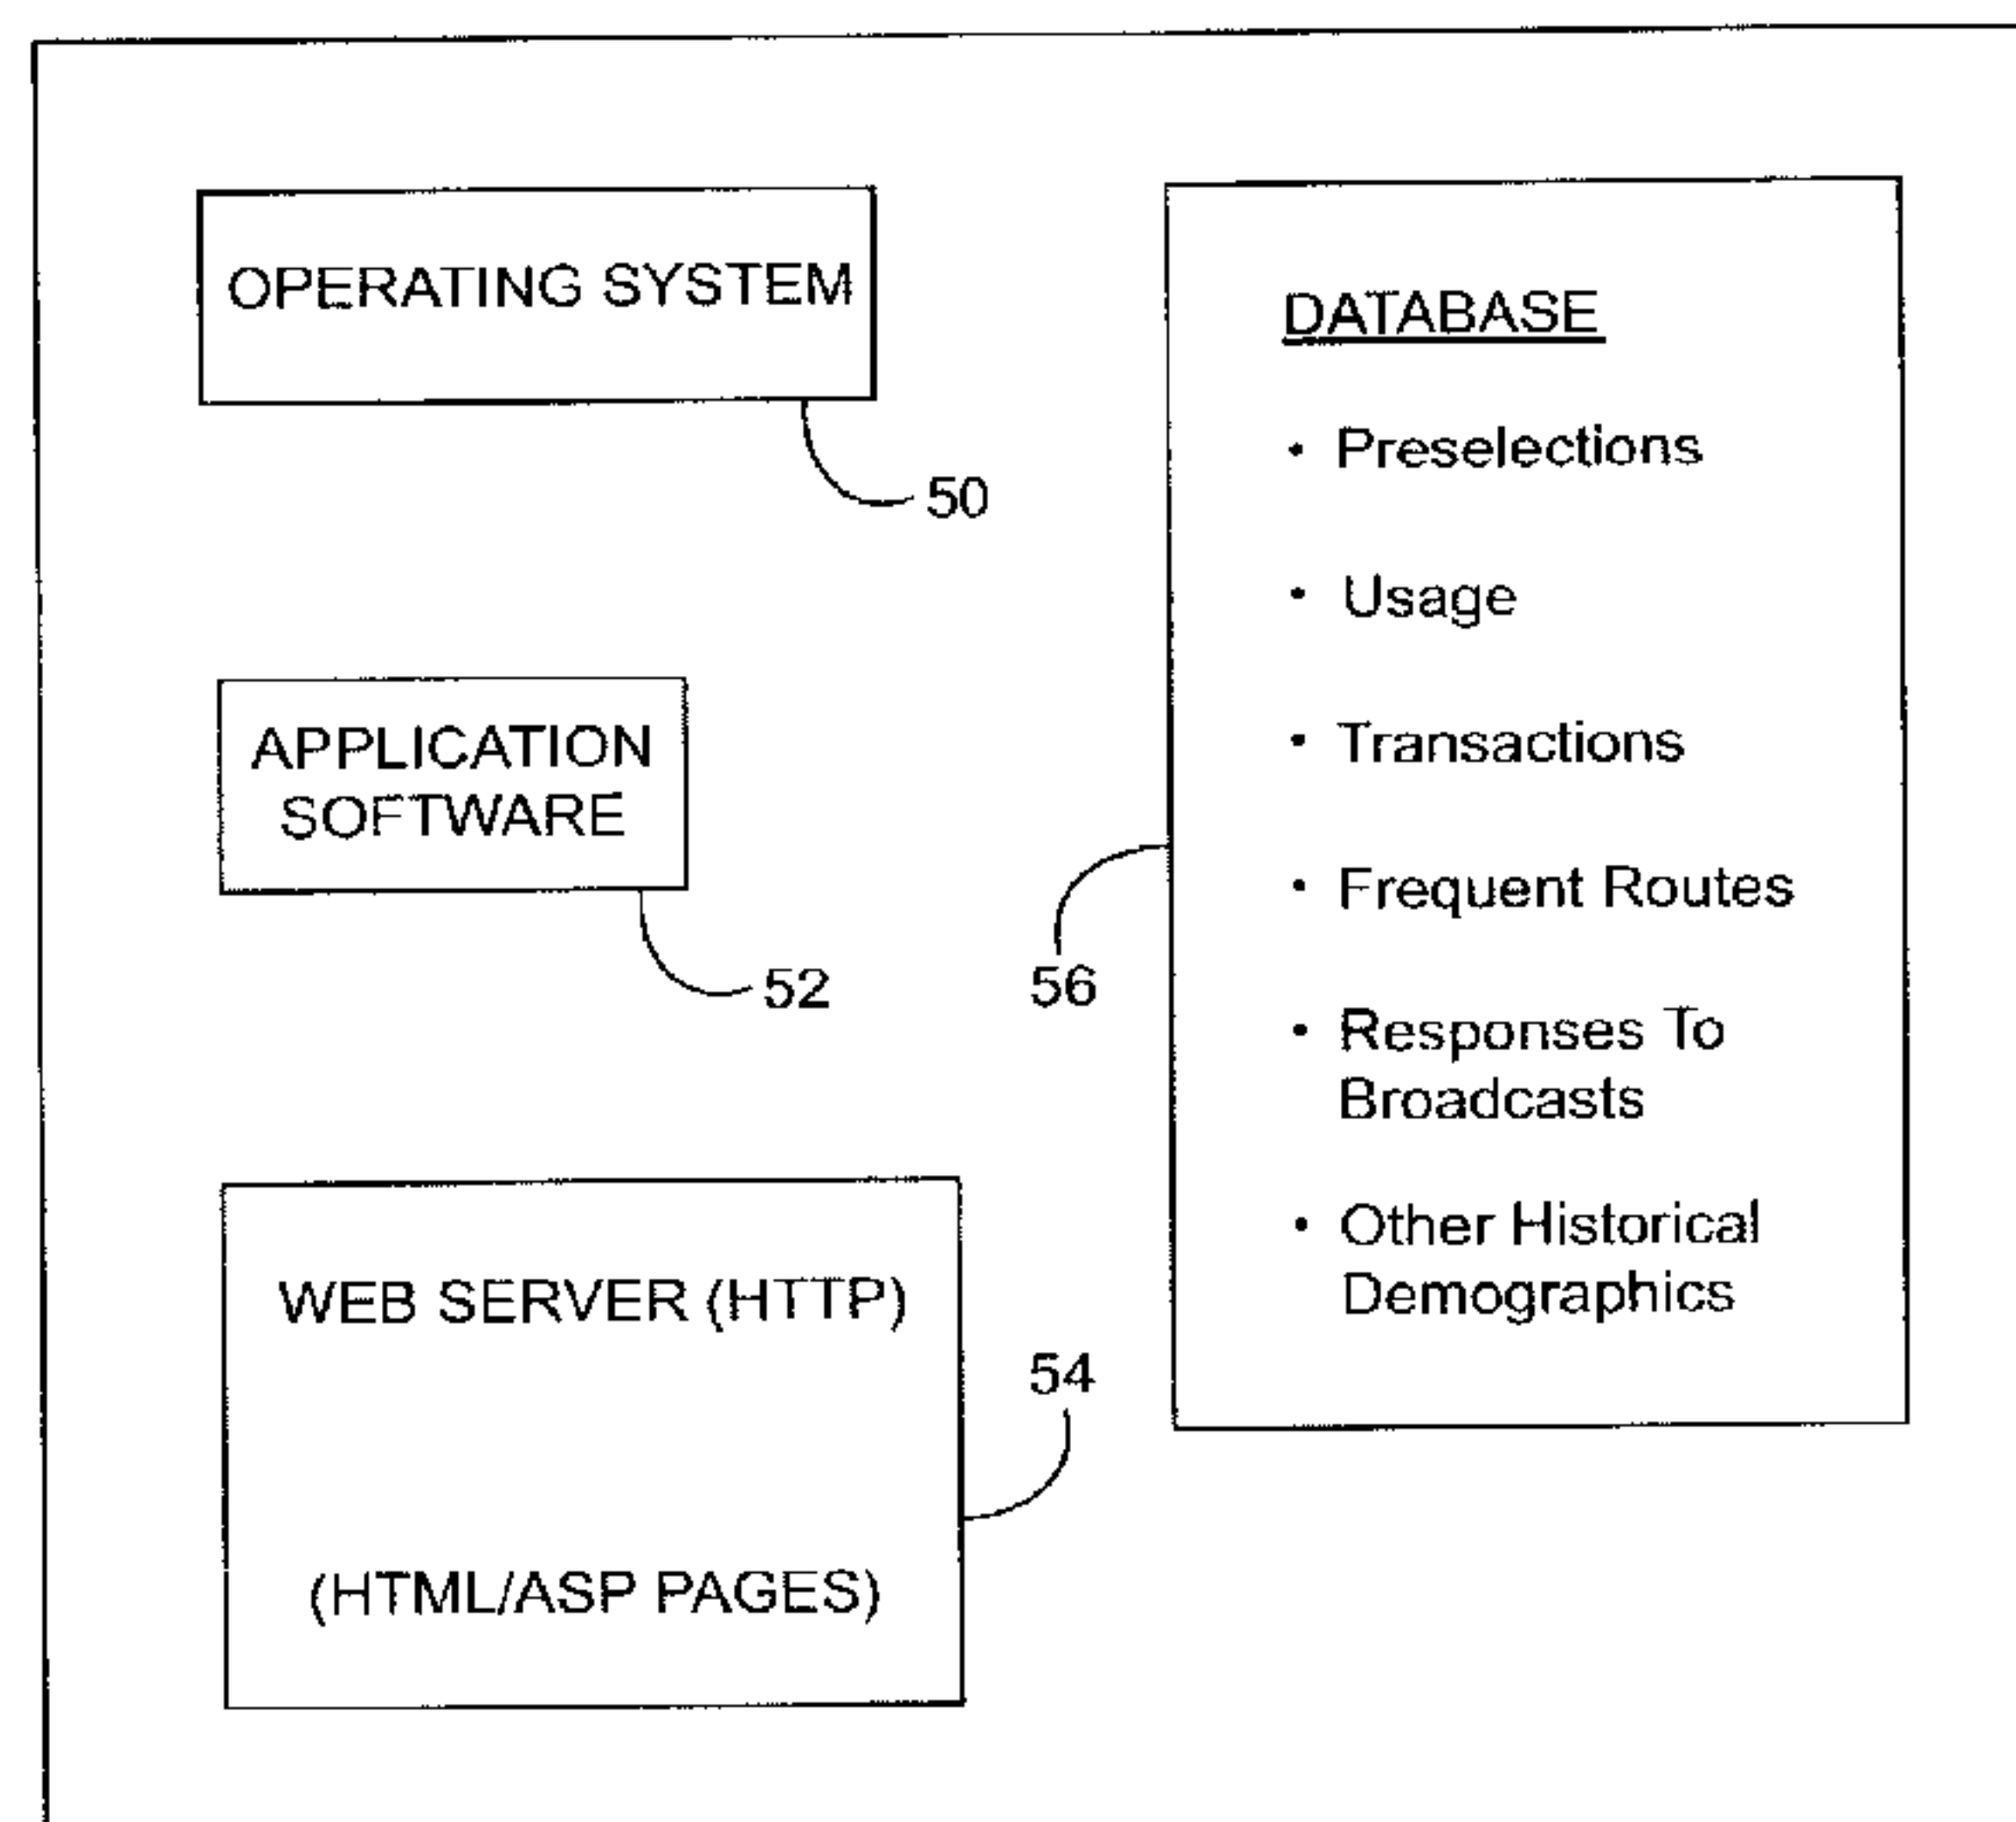 OPERATING SYSTEM
50
APPLICATION
SOFTWARE
52
WEB SERVER (HTTP)
(HTML/ASP PAGES)
54
DATABASE
• Preselections
• Usage
• Transactions
• Frequent Routes
• Responses To
Broadcasts
• Other Historical
Demographics
56